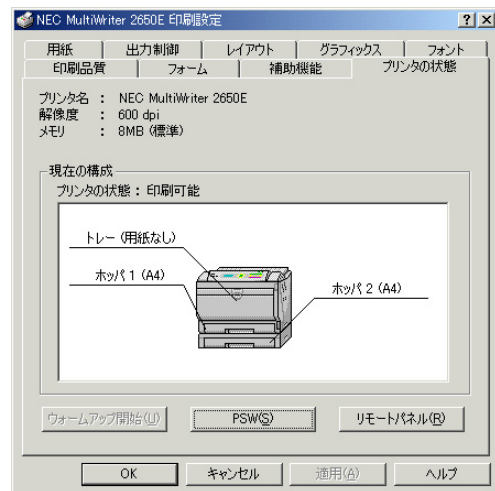 NEC MultiWriter 2650E 印刷設定
用紙 出力制御 レイアウト グラフィックス フォント
印刷品質 フォーム 補助機能 プリンタの状態
プリンタ名 : NEC MultiWriter 2650E
解像度 : 600 dpi
メモリ : 8MB (標準)
現在の構成
プリンタの状態 : 印刷可能
トレー (用紙なし)
ホッパ 1 (A4)
ホッパ 2 (A4)
ウォームアップ開始(U) PSW(S) リモートパネル(R)
OK キャンセル 適用(A) ヘルプ